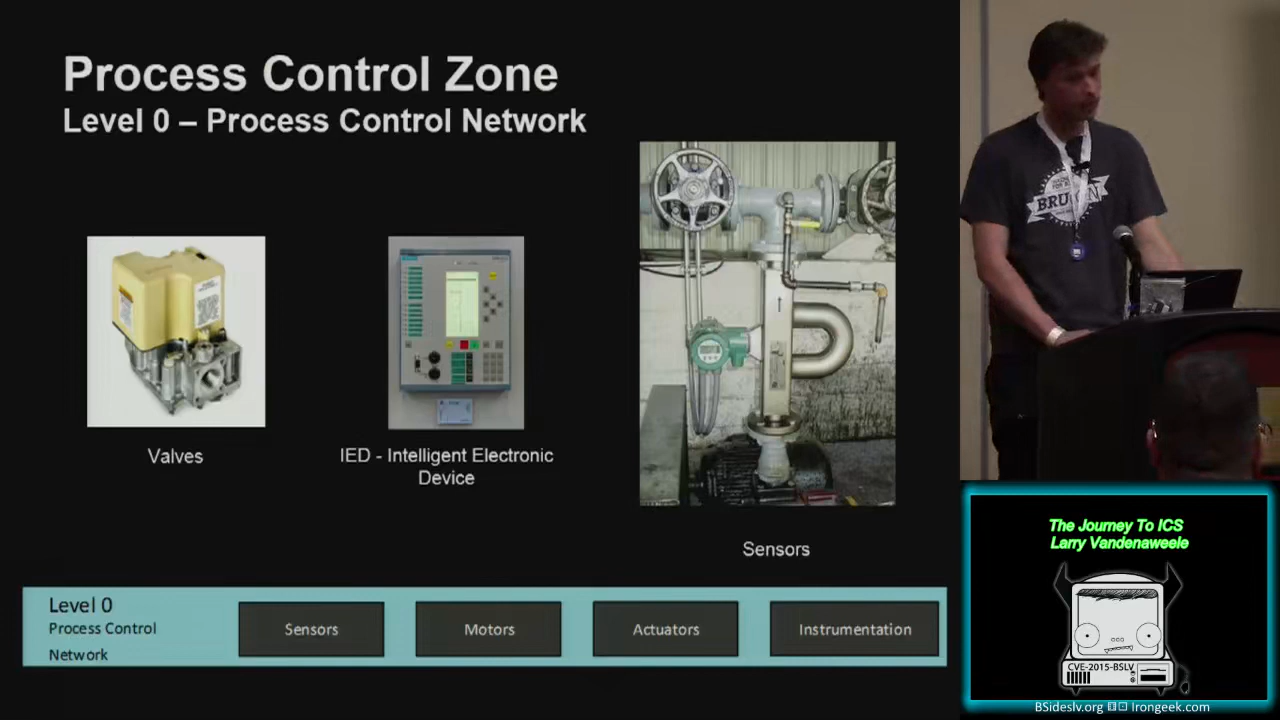 Process Control Zone
Level 0 – Process Control Network
Valves
IED - Intelligent Electronic
Device
Sensors
Level 0
Process Control
Network
Sensors
Motors
Actuators
Instrumentation
The Journey To ICS
Larry Vandenaweele
CVE-2015-BSLV
BSideslv.org
Irongeek.com